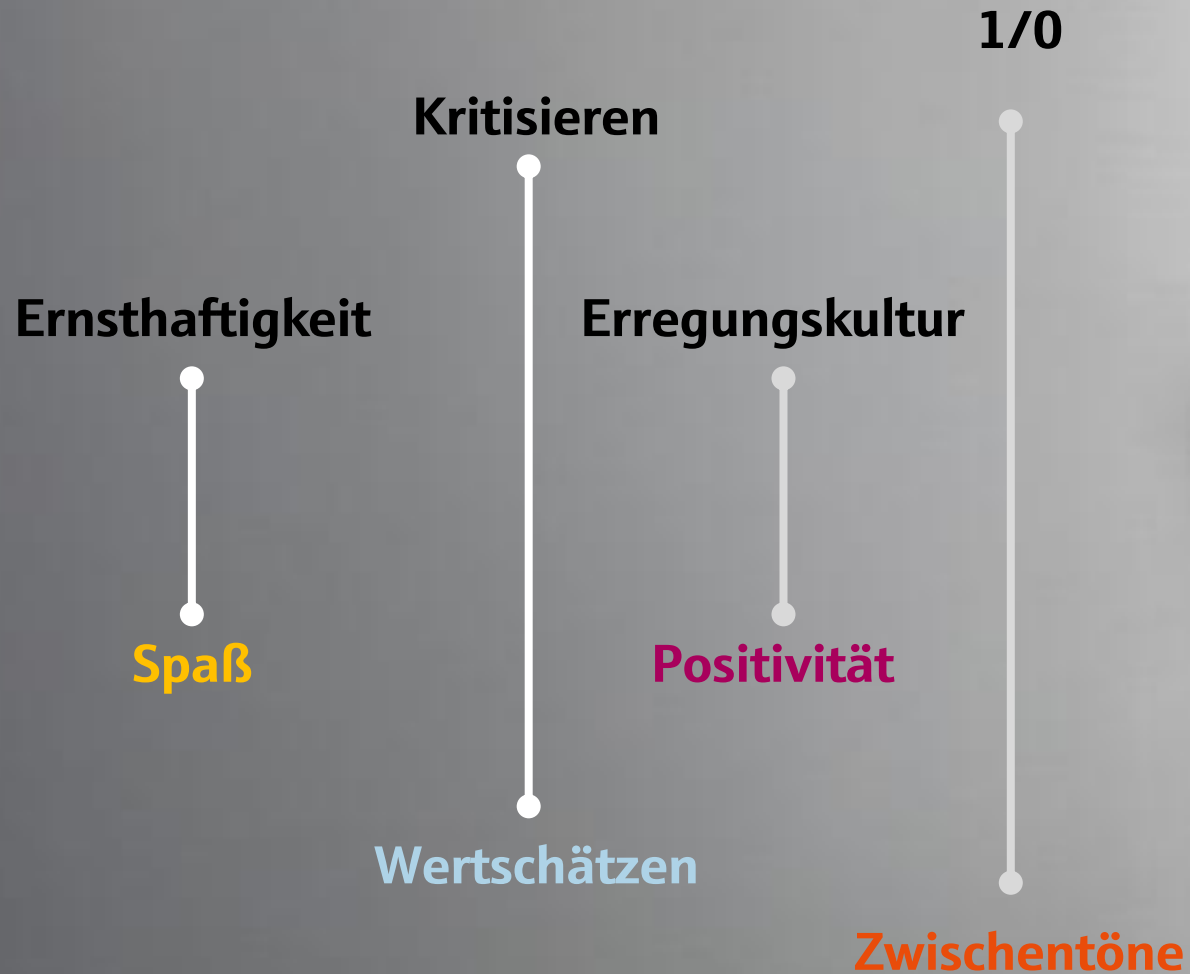 1/0
Kritisieren
Ernsthaftigkeit
Erregungskultur
Spaß
Positivität
Wertschätzen
Zwischentöne